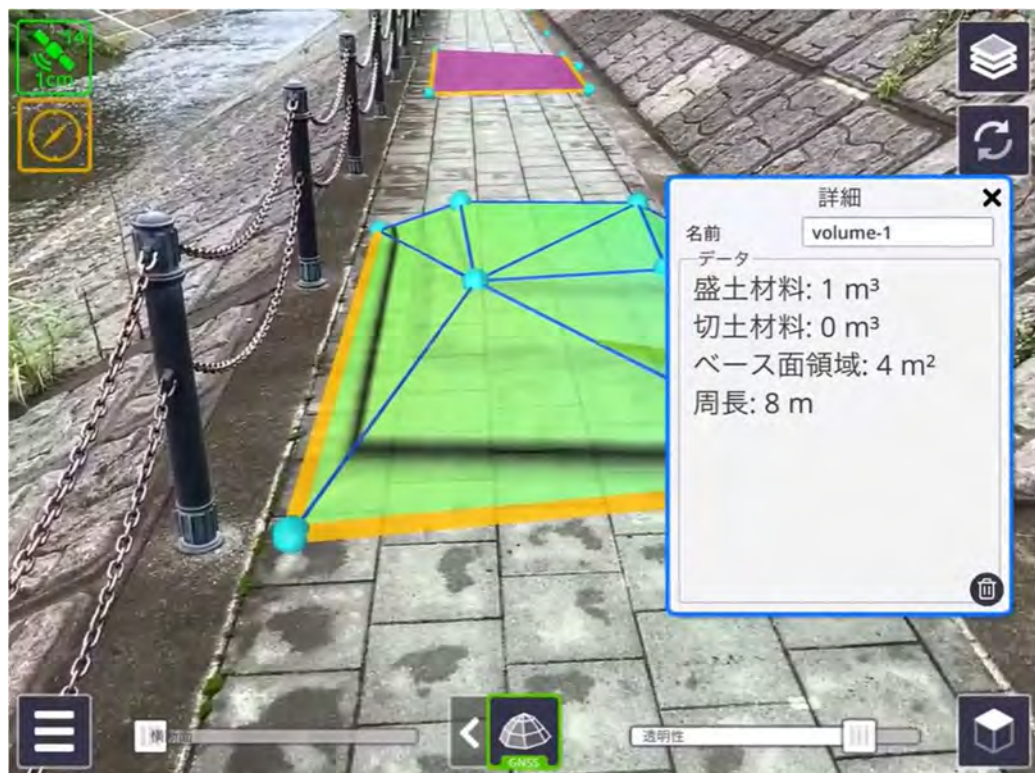 14
1cm
詳細
名前
volume-1
データ
盛土材料: 1 m³
切土材料: 0 m³
ベース面領域: 4 m²
周長: 8 m
透明性
GNSS